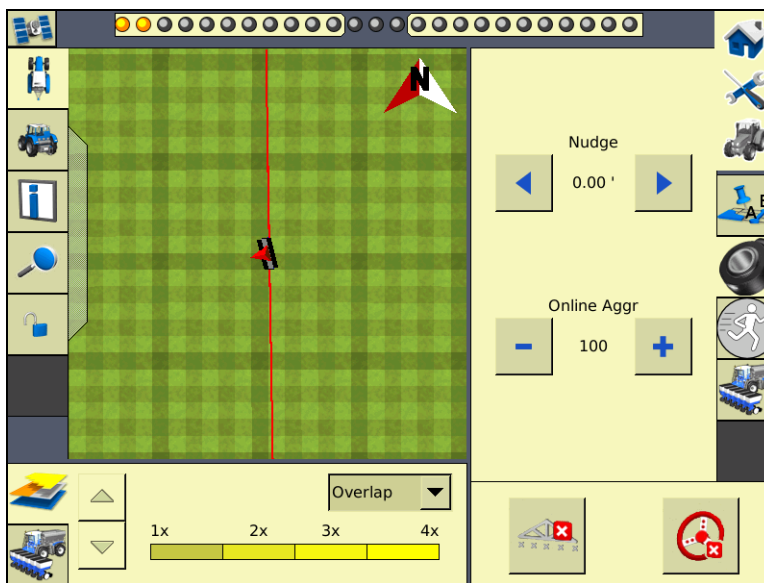 N
Nudge
0.00 '
A
B
Online Aggr
100
Overlap
1x 2x 3x 4x